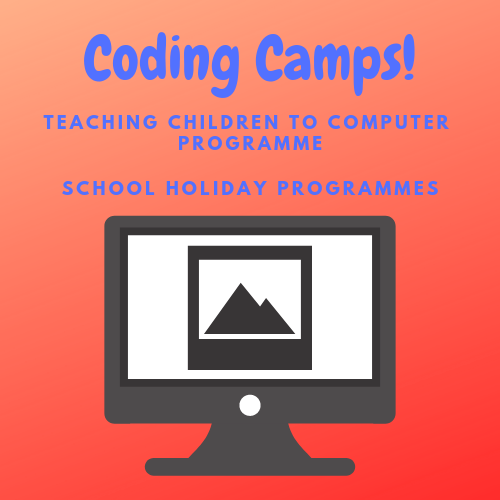 Coding Camps!
TEACHING CHILDREN TO COMPUTER
PROGRAMME
SCHOOL HOLIDAY PROGRAMMES